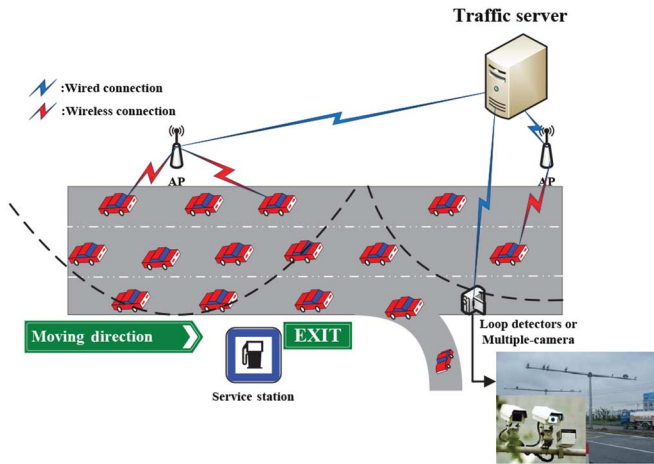 Traffic server
:Wired connection
:Wireless connection
AP
AP
Moving direction
EXIT
Service station
Loop detectors or
Multiple-camera